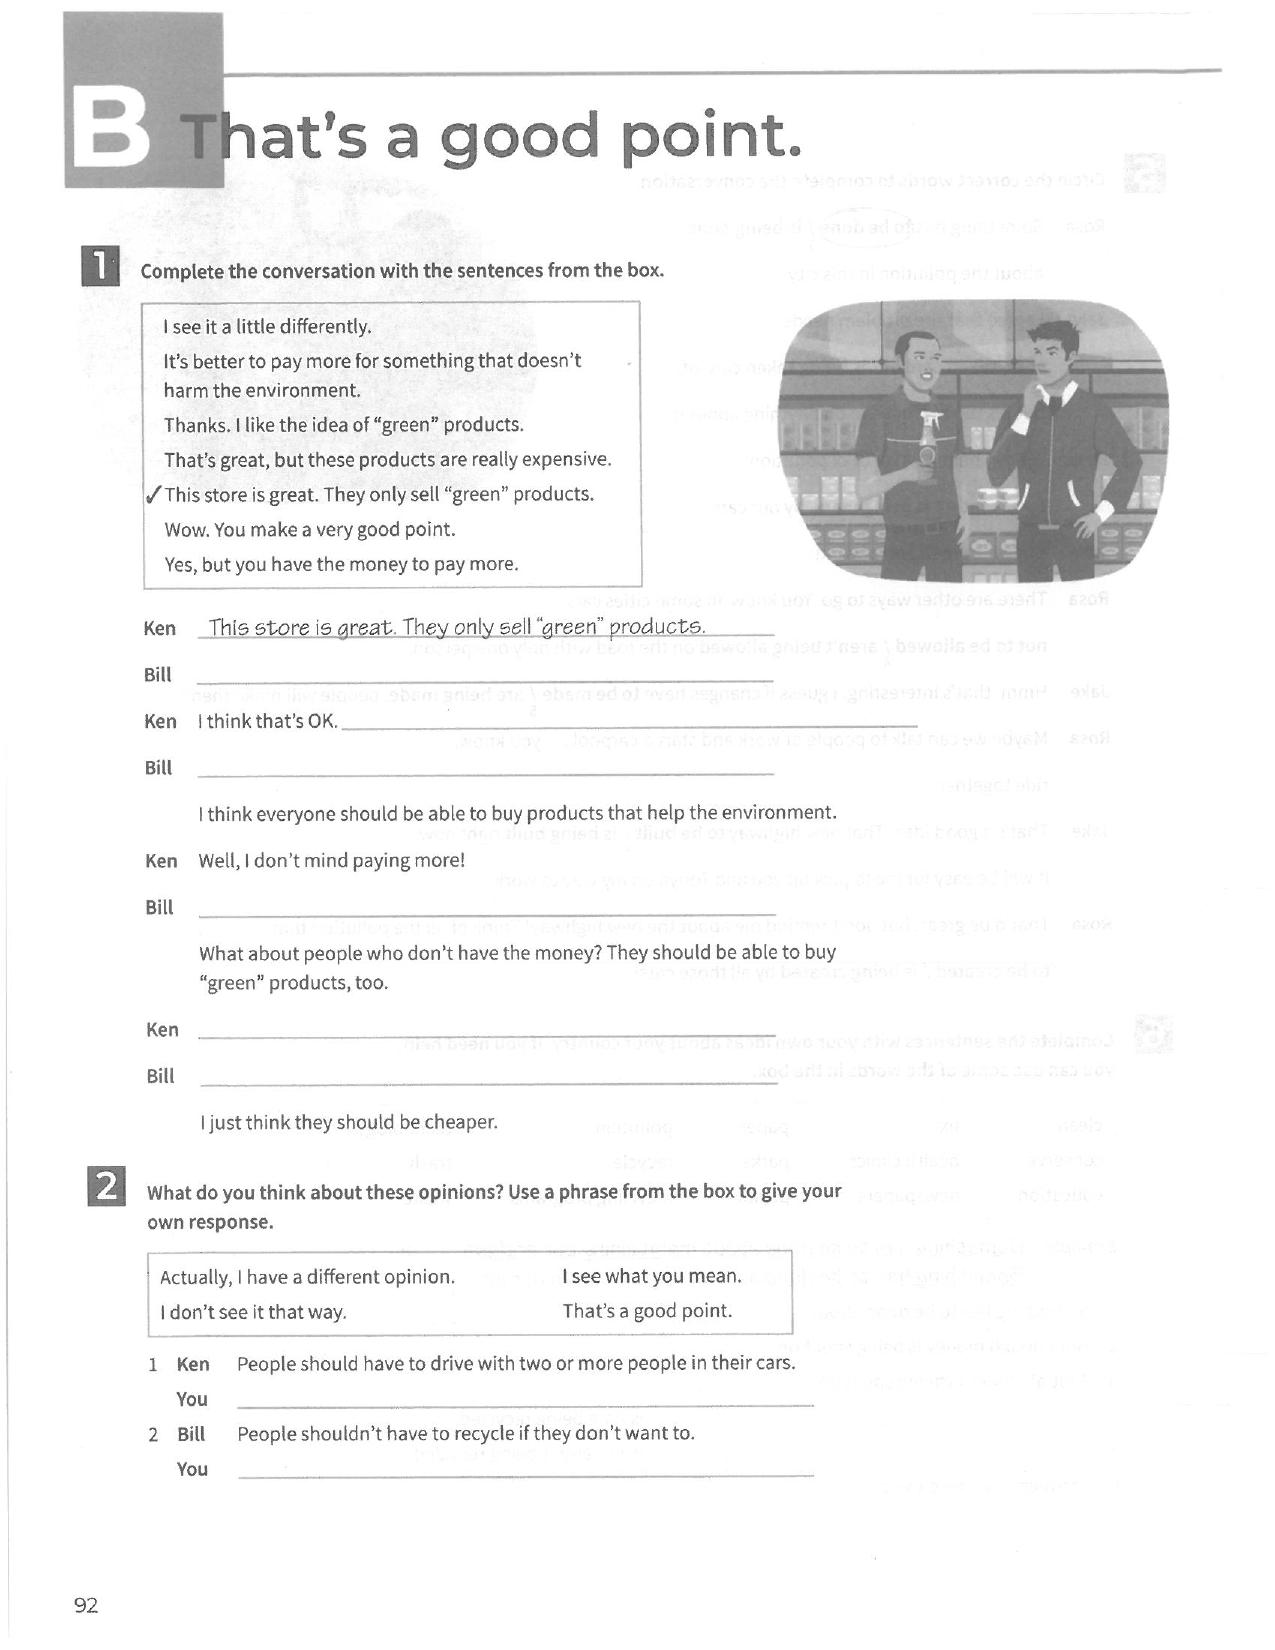 B That's a good point.
1 Complete the conversation with the sentences from the box.
I see it a little differently.
It's better to pay more for something that doesn't
harm the environment.
Thanks. I like the idea of “green” products.
That's great, but these products are really expensive.
✓This store is great. They only sell “green” products.
Wow. You make a very good point.
Yes, but you have the money to pay more.
Ken This store is great. They only sell “green” products.
Bill
Ken I think that's OK.
Bill
I think everyone should be able to buy products that help the environment.
Ken Well, I don't mind paying more!
Bill
What about people who don't have the money? They should be able to buy
“green” products, too.
Ken
Bill
I just think they should be cheaper.
2 What do you think about these opinions? Use a phrase from the box to give your
own response.
Actually, I have a different opinion. I see what you mean.
I don't see it that way. That's a good point.
1 Ken People should have to drive with two or more people in their cars.
You
2 Bill People shouldn't have to recycle if they don't want to.
You
92